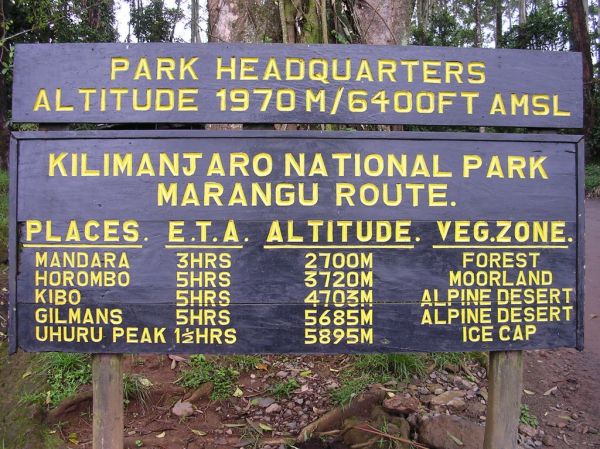 PARK HEADQUARTERS
ALTITUDE 1970M/6400FT AMSL
KILIMANJARO NATIONAL PARK
MARANGU ROUTE.
PLACES. E.T.A. ALTITUDE. VEG.ZONE.
MANDARA 3HRS 2700M FOREST
HOROMBO 5HRS 3720M MOORLAND
KIBO 5HRS 4703M ALPINE DESERT
GILMANS 5HRS 5685M ALPINE DESERT
UHURU PEAK 1½HRS 5895M ICE CAP